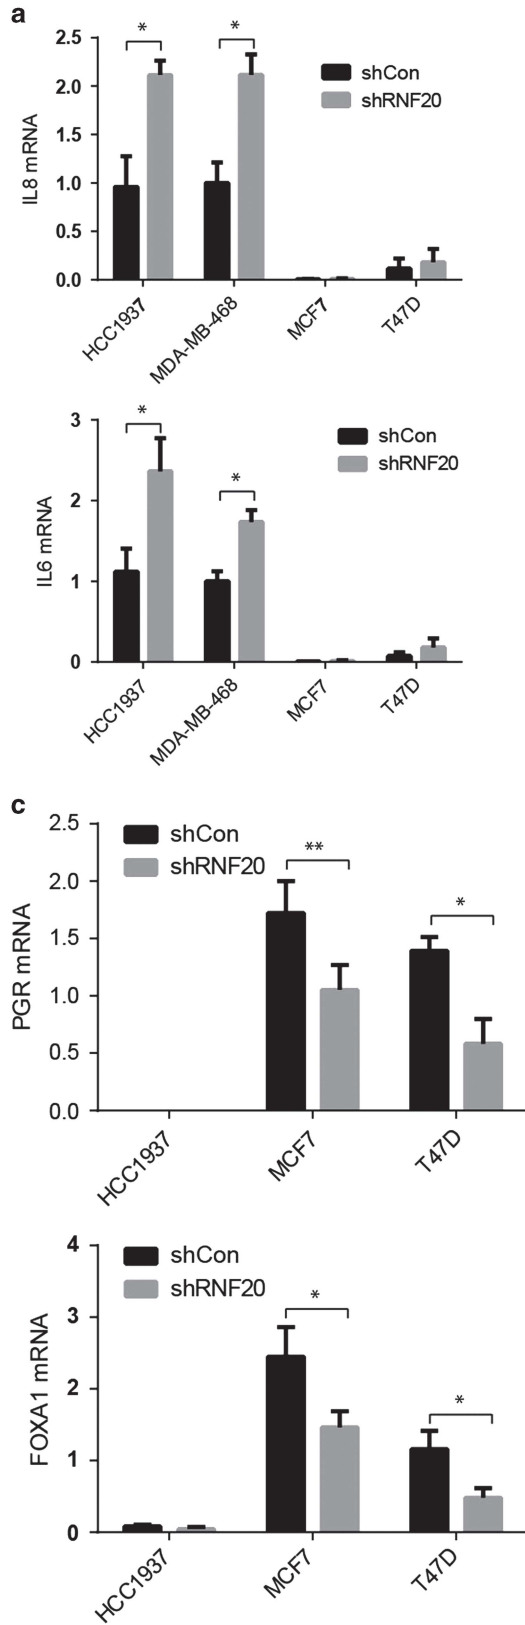 a
2.5
2.0
1.5
1.0
0.5
0.0
IL8 mRNA
*
*
shCon
shRNF20
HCC1937
MDA-MB-468
MCF7
T47D
3
2
1
0
IL6 mRNA
*
*
shCon
shRNF20
HCC1937
MDA-MB-468
MCF7
T47D
c
2.5
2.0
1.5
1.0
0.5
0.0
PGR mRNA
shCon
shRNF20
**
*
HCC1937
MCF7
T47D
4
3
2
1
0
FOXA1 mRNA
shCon
shRNF20
*
*
HCC1937
MCF7
T47D